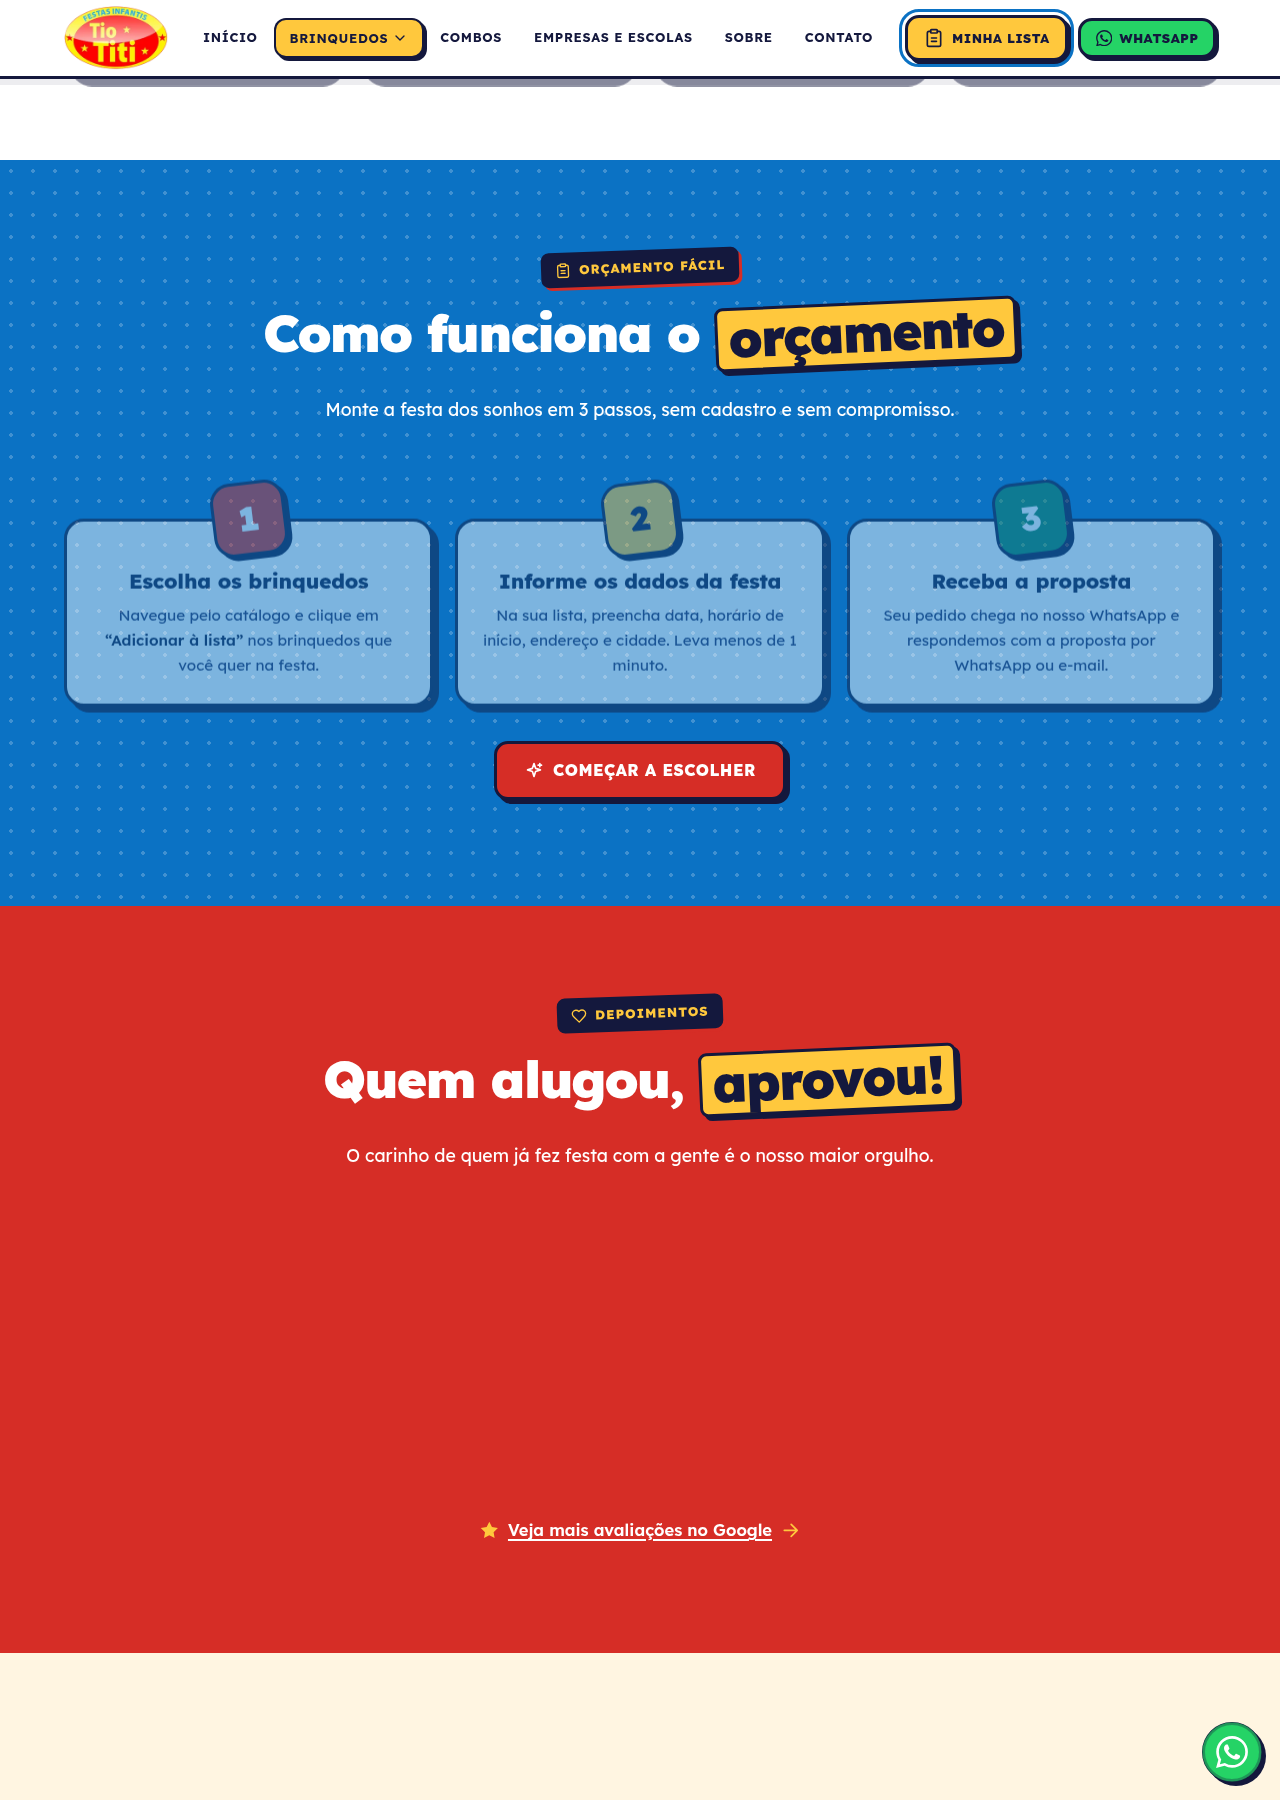 FESTAS INFANTIS
Tio
Titi
INÍCIO
BRINQUEDOS
COMBOS
EMPRESAS E ESCOLAS
SOBRE
CONTATO
MINHA LISTA
WHATSAPP
ORÇAMENTO FÁCIL
Como funciona o orçamento
Monte a festa dos sonhos em 3 passos, sem cadastro e sem compromisso.
1
Escolha os brinquedos
Navegue pelo catálogo e clique em
“Adicionar à lista” nos brinquedos que
você quer na festa.
2
Informe os dados da festa
Na sua lista, preencha data, horário de
início, endereço e cidade. Leva menos de 1
minuto.
3
Receba a proposta
Seu pedido chega no nosso WhatsApp e
respondemos com a proposta por
WhatsApp ou e-mail.
COMEÇAR A ESCOLHER
DEPOIMENTOS
Quem alugou, aprovou!
O carinho de quem já fez festa com a gente é o nosso maior orgulho.
Veja mais avaliações no Google